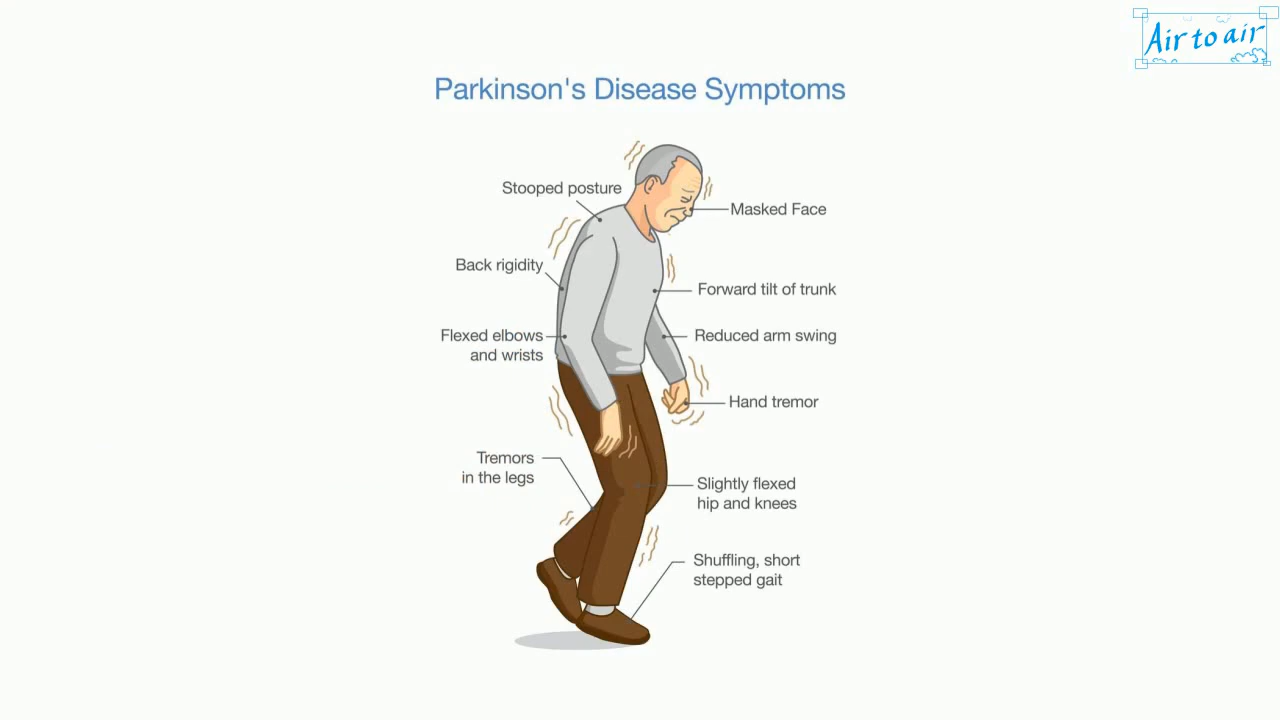 Air to air
Parkinson's Disease Symptoms
Stooped posture
Masked Face
Back rigidity
Forward tilt of trunk
Flexed elbows
and wrists
Reduced arm swing
Hand tremor
Tremors
in the legs
Slightly flexed
hip and knees
Shuffling, short
stepped gait